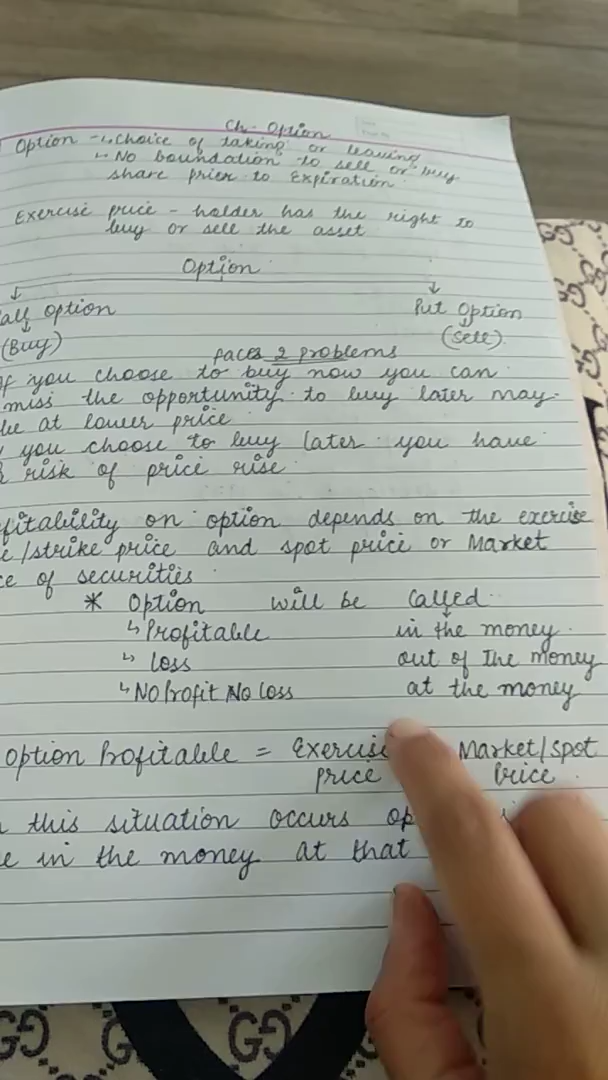 Ch- Option
Option - ↳ Choice of taking or leaving
↳ No boundation to sell or buy
share prior to Expiration.
Exercise price - holder has the right to
buy or sell the asset
Option
all option Put Option
(Buy) (Sell)
faces 2 problems
f you choose to buy now you can
miss the opportunity to buy later may
be at lower price
you choose to buy later you have
risk of price rise
fitability on option depends on the exercise
e/strike price and spot price or Market
ce of securities
* Option will be called
↳ Profitable in the money
↳ loss out of The money
↳ No Profit No loss at the money
Option Profitable = Exercise Market/spot
price price
this situation occurs op
e in the money at that